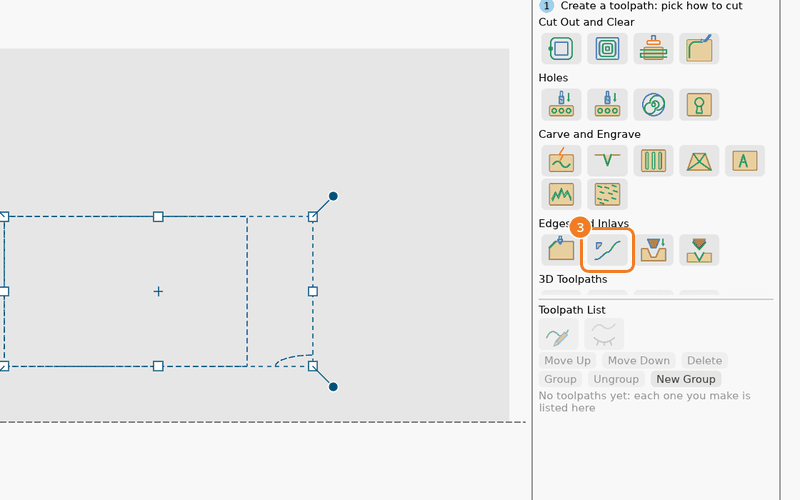 1 Create a toolpath: pick how to cut
Cut Out and Clear
Holes
Carve and Engrave
A
Edges and Inlays
3
3D Toolpaths
Toolpath List
Move Up Move Down Delete
Group Ungroup New Group
No toolpaths yet: each one you make is
listed here